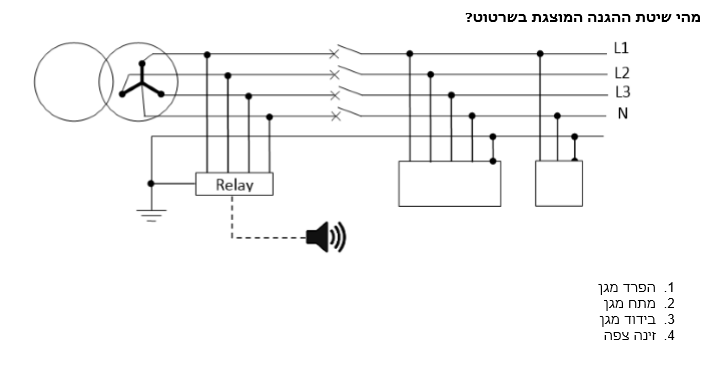 מהי שיטת ההגנה המוצגת בשרטוט?
L1
L2
L3
N
Relay
1. הפרד מגן
2. מתח מגן
3. בידוד מגן
4. זינה צפה